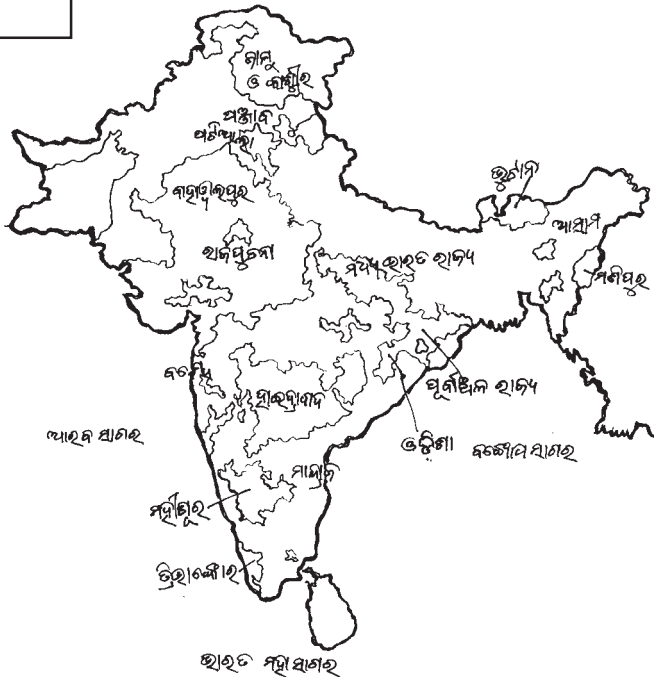 ଜାମୁ
ଓ କାଶ୍ମୀର
ପଞ୍ଜାବ
ପଟିଆଲା
ଭୁଟାନ
ବାହାୱାଲପୁର
ଆସାମ
ରାଜପୁତନା
ମଧ୍ୟ ଭାରତ ରାଜ୍ୟ
ମଣିପୁର
ବମ୍ବେ
ହାଇଦ୍ରାବାଦ
ପୂର୍ବାଞ୍ଚଳ ରାଜ୍ୟ
ଆରବ ସାଗର
ଓଡ଼ିଶା
ବଙ୍ଗୋପସାଗର
ମାନ୍ଦ୍ରାଜ
ମହୀଶୂର
ତ୍ରିଭାଙ୍କୋର
ଭାରତ ମହାସାଗର